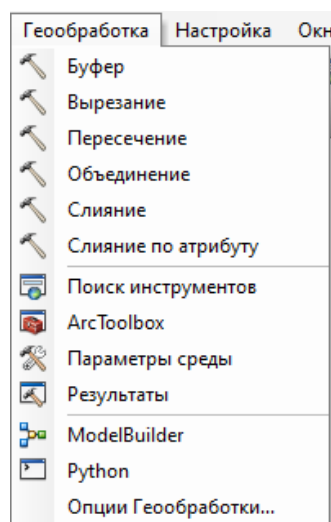 Геообработка Настройка Окн
Буфер
Вырезание
Пересечение
Объединение
Слияние
Слияние по атрибуту
Поиск инструментов
ArcToolbox
Параметры среды
Результаты
ModelBuilder
Python
Опции Геообработки...